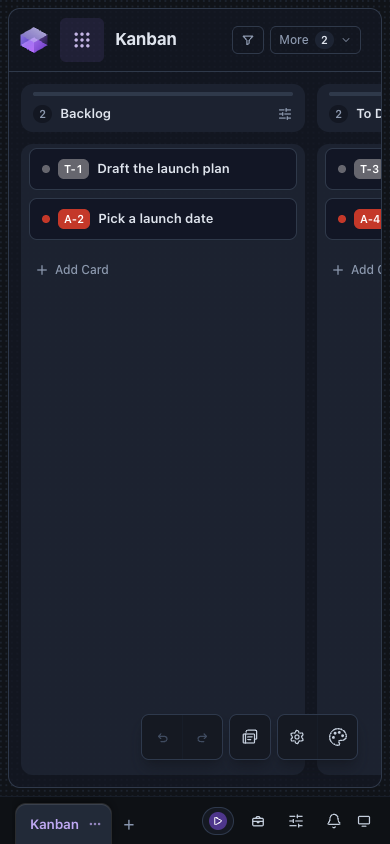 Kanban
More 2
2 Backlog
T-1 Draft the launch plan
A-2 Pick a launch date
+ Add Card
2 To D
T-3
A-4
+ Add
Kanban ... +